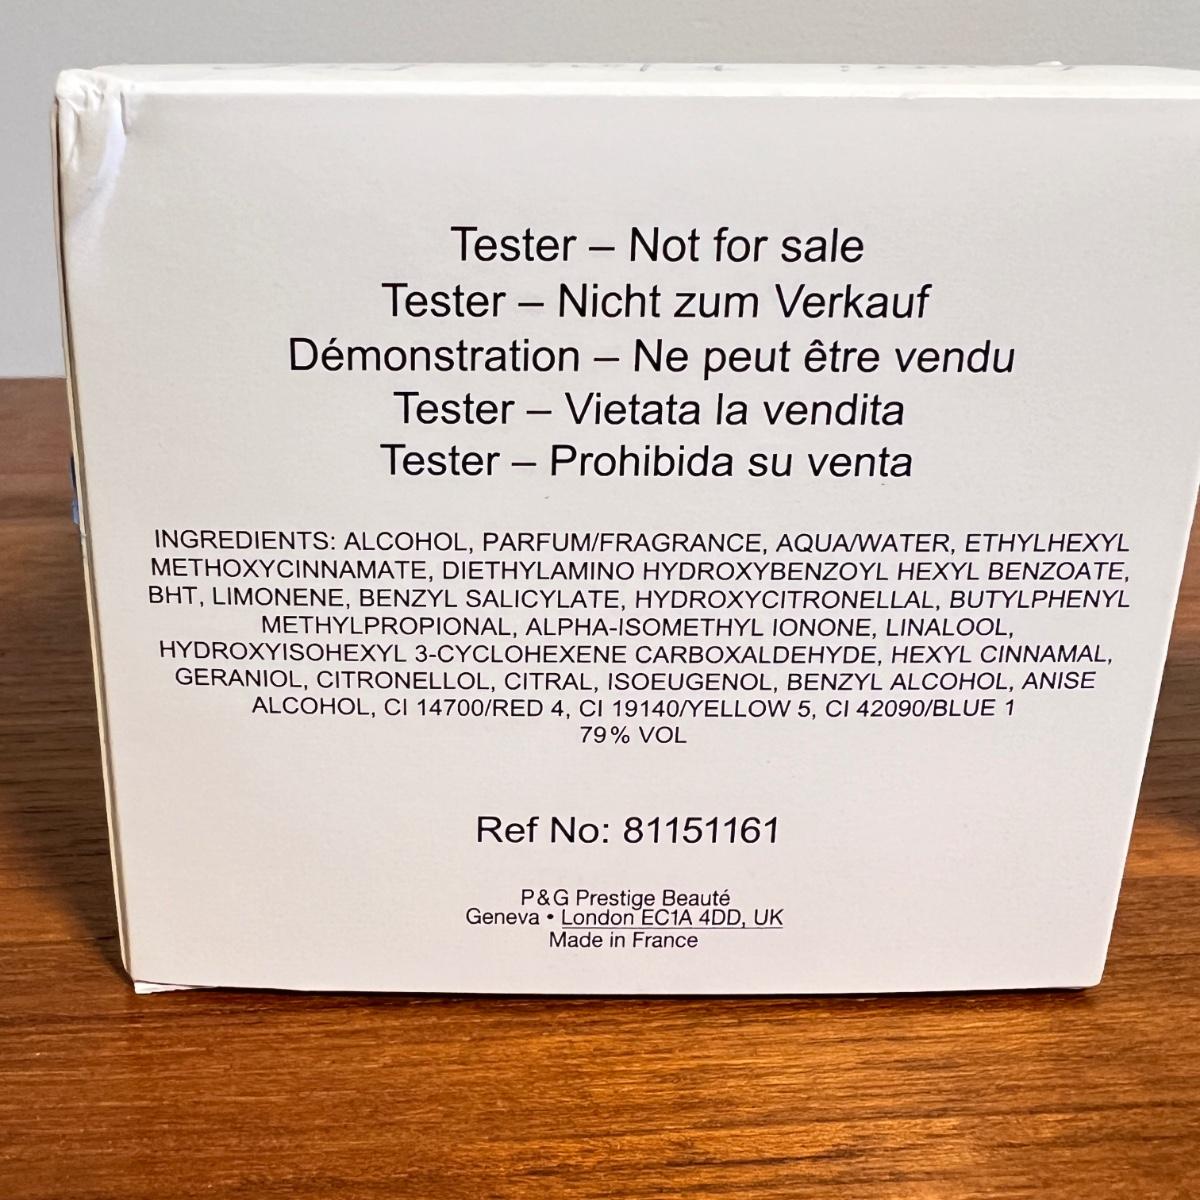 Tester – Not for sale
Tester – Nicht zum Verkauf
Démonstration – Ne peut être vendu
Tester – Vietata la vendita
Tester – Prohibida su venta
INGREDIENTS: ALCOHOL, PARFUM/FRAGRANCE, AQUA/WATER, ETHYLHEXYL
METHOXYCINNAMATE, DIETHYLAMINO HYDROXYBENZOYL HEXYL BENZOATE,
BHT, LIMONENE, BENZYL SALICYLATE, HYDROXYCITRONELLAL, BUTYLPHENYL
METHYLPROPIONAL, ALPHA-ISOMETHYL IONONE, LINALOOL,
HYDROXYISOHEXYL 3-CYCLOHEXENE CARBOXALDEHYDE, HEXYL CINNAMAL,
GERANIOL, CITRONELLOL, CITRAL, ISOEUGENOL, BENZYL ALCOHOL, ANISE
ALCOHOL, CI 14700/RED 4, CI 19140/YELLOW 5, CI 42090/BLUE 1
79% VOL
Ref No: 81151161
P&G Prestige Beauté
Geneva • London EC1A 4DD, UK
Made in France